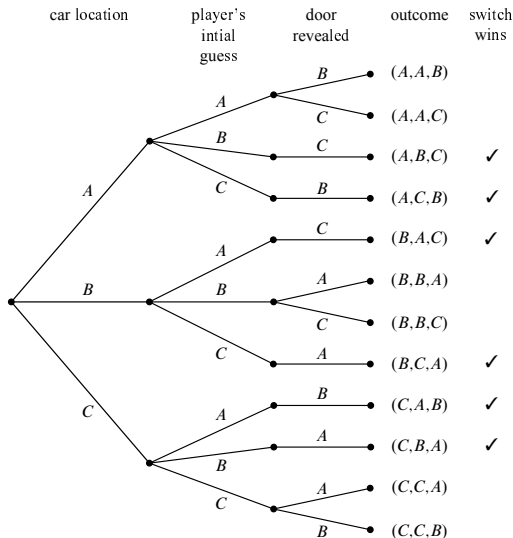 car location player's intial guess door revealed outcome switch wins
B (A,A,B)
A
C (A,A,C)
B C (A,B,C) ✓
A C B (A,C,B) ✓
A C (B,A,C) ✓
A (B,B,A)
B B
C (B,B,C)
C A (B,C,A) ✓
C A B (C,A,B) ✓
B A (C,B,A) ✓
C A (C,C,A)
B (C,C,B)